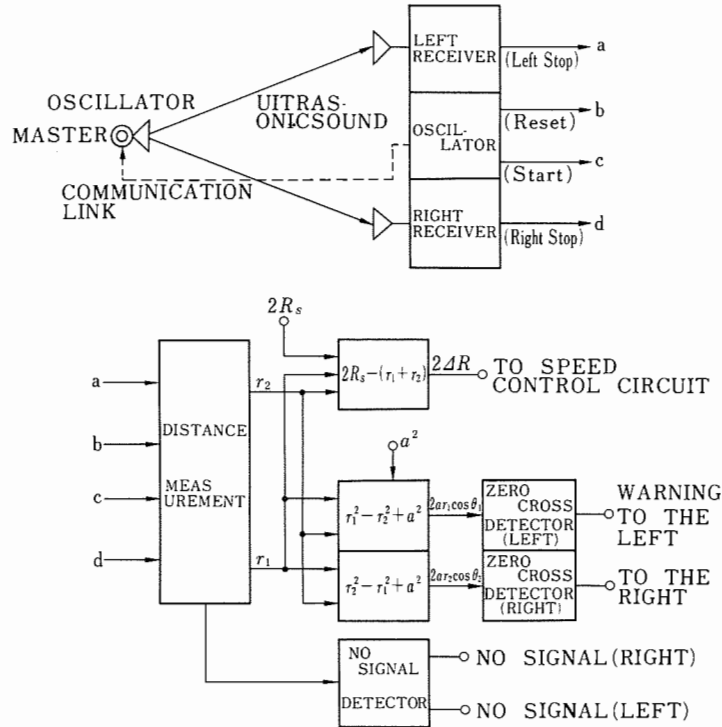 LEFT
RECEIVER
a
(Left Stop)
OSCILLATOR
UITRAS-
ONICSOUND
b
(Reset)
MASTER
OSCIL-
LATOR
c
(Start)
COMMUNICATION
LINK
RIGHT
RECEIVER
d
(Right Stop)
2R_s
a
r_2
2R_s-(r_1+r_2)
2ΔR
TO SPEED
CONTROL CIRCUIT
b
DISTANCE
a^2
c
MEAS
UREMENT
r_1^2-r_2^2+a^2
2ar_1cosθ_1
ZERO
CROSS
DETECTOR
(LEFT)
WARNING
TO THE
LEFT
d
r_1
r_2^2-r_1^2+a^2
2ar_2cosθ_2
ZERO
CROSS
DETECTOR
(RIGHT)
TO THE
RIGHT
NO
SIGNAL
DETECTOR
NO SIGNAL(RIGHT)
NO SIGNAL(LEFT)